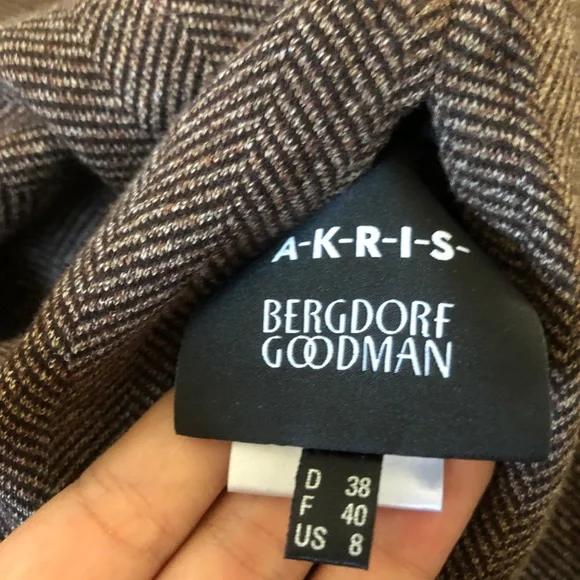 A-K-R-I-S-
BERGDORF
GOODMAN
D 38
F 40
US 8